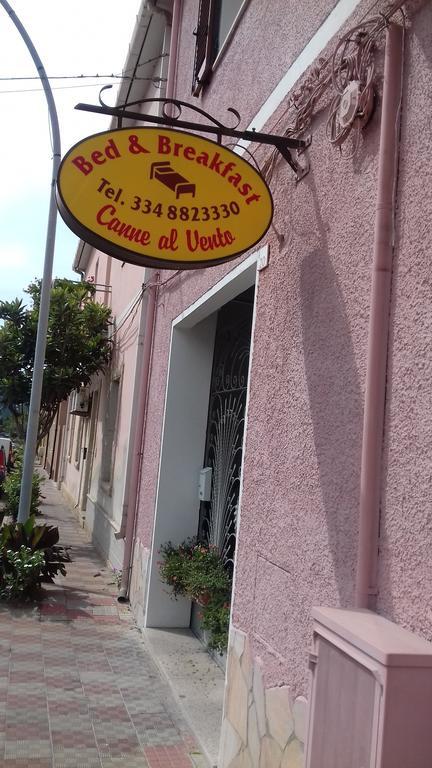 Bed & Breakfast
Tel. 334 8823330
Canne al Vento